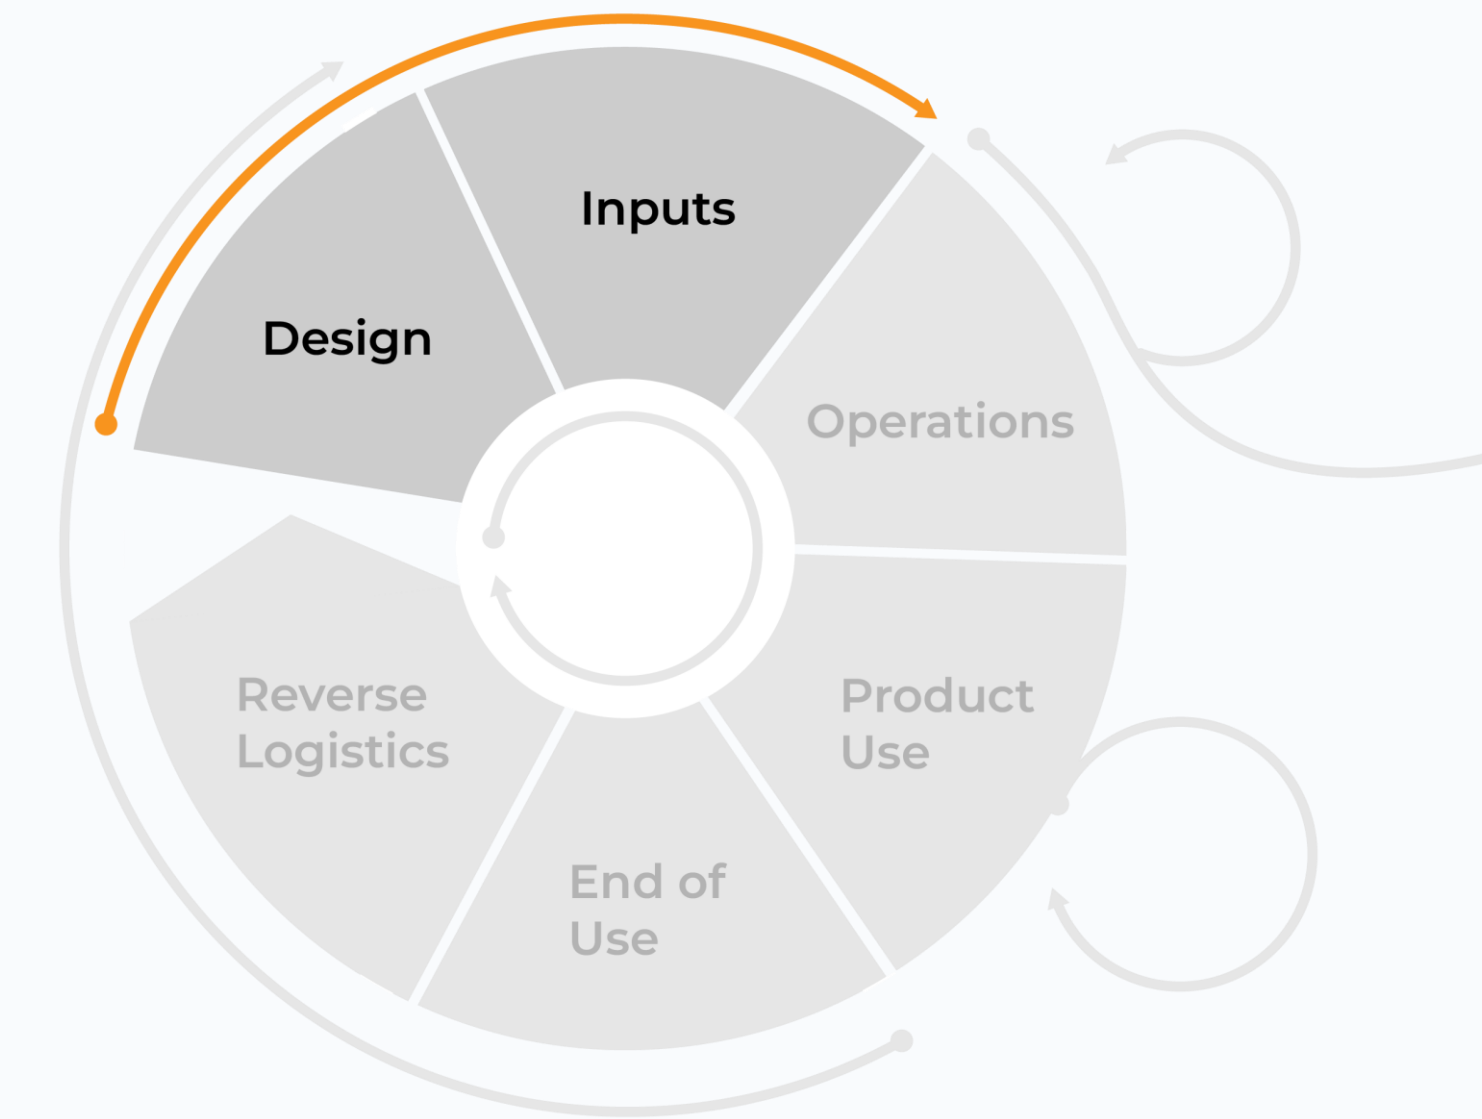 Inputs
Design
Operations
Product
Use
End of
Use
Reverse
Logistics